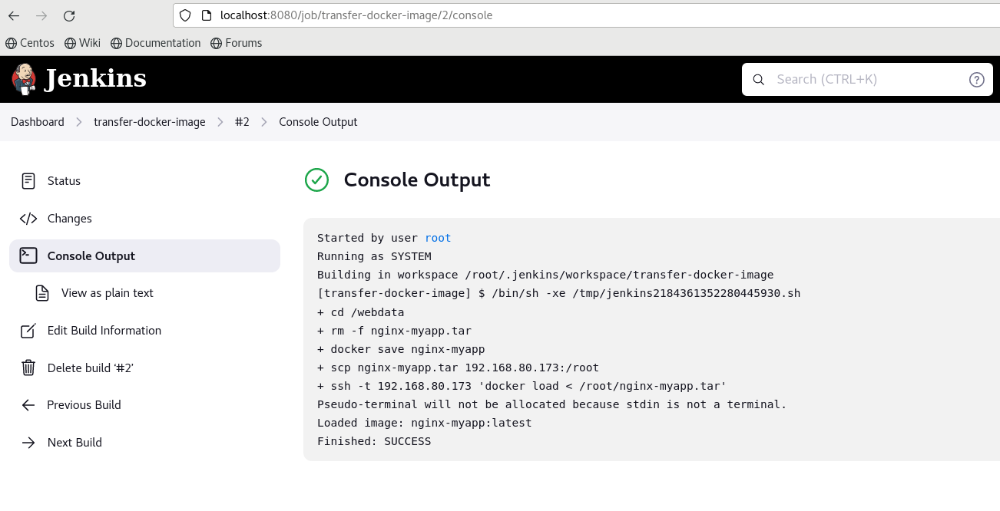 localhost:8080/job/transfer-docker-image/2/console
Centos Wiki Documentation Forums
Jenkins
Search (CTRL+K)
Dashboard transfer-docker-image #2 Console Output
Status
Changes
Console Output
View as plain text
Edit Build Information
Delete build ‘#2’
Previous Build
Next Build
Console Output
Started by user root
Running as SYSTEM
Building in workspace /root/.jenkins/workspace/transfer-docker-image
[transfer-docker-image] $ /bin/sh -xe /tmp/jenkins2184361352280445930.sh
+ cd /webdata
+ rm -f nginx-myapp.tar
+ docker save nginx-myapp
+ scp nginx-myapp.tar 192.168.80.173:/root
+ ssh -t 192.168.80.173 'docker load < /root/nginx-myapp.tar'
Pseudo-terminal will not be allocated because stdin is not a terminal.
Loaded image: nginx-myapp:latest
Finished: SUCCESS